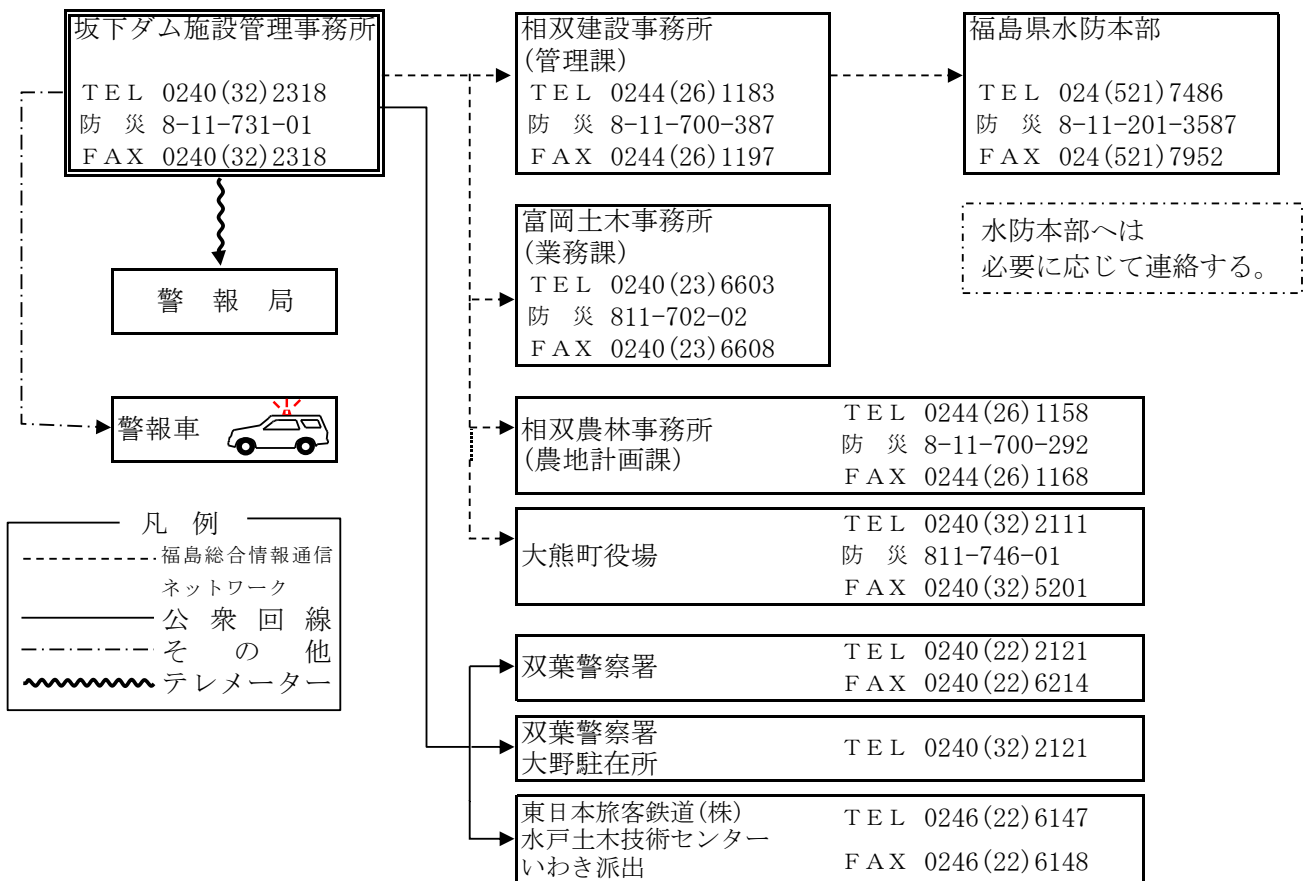 坂下ダム施設管理事務所
ＴＥＬ 0240(32)2318
防　災 8-11-731-01
ＦＡＸ 0240(32)2318
相双建設事務所
(管理課)
ＴＥＬ 0244(26)1183
防　災 8-11-700-387
ＦＡＸ 0244(26)1197
福島県水防本部
ＴＥＬ 024(521)7486
防　災 8-11-201-3587
ＦＡＸ 024(521)7952
水防本部へは
必要に応じて連絡する。
富岡土木事務所
(業務課)
ＴＥＬ 0240(23)6603
防　災 811-702-02
ＦＡＸ 0240(23)6608
警　報　局
警報車
相双農林事務所
(農地計画課)
ＴＥＬ 0244(26)1158
防　災 8-11-700-292
ＦＡＸ 0244(26)1168
大熊町役場
ＴＥＬ 0240(32)2111
防　災 811-746-01
ＦＡＸ 0240(32)5201
双葉警察署
ＴＥＬ 0240(22)2121
ＦＡＸ 0240(22)6214
双葉警察署
大野駐在所
ＴＥＬ 0240(32)2121
東日本旅客鉄道(株)
水戸土木技術センター
いわき派出
ＴＥＬ 0246(22)6147
ＦＡＸ 0246(22)6148
凡　例
福島総合情報通信
ネットワーク
公　衆　回　線
そ　の　他
テレメーター